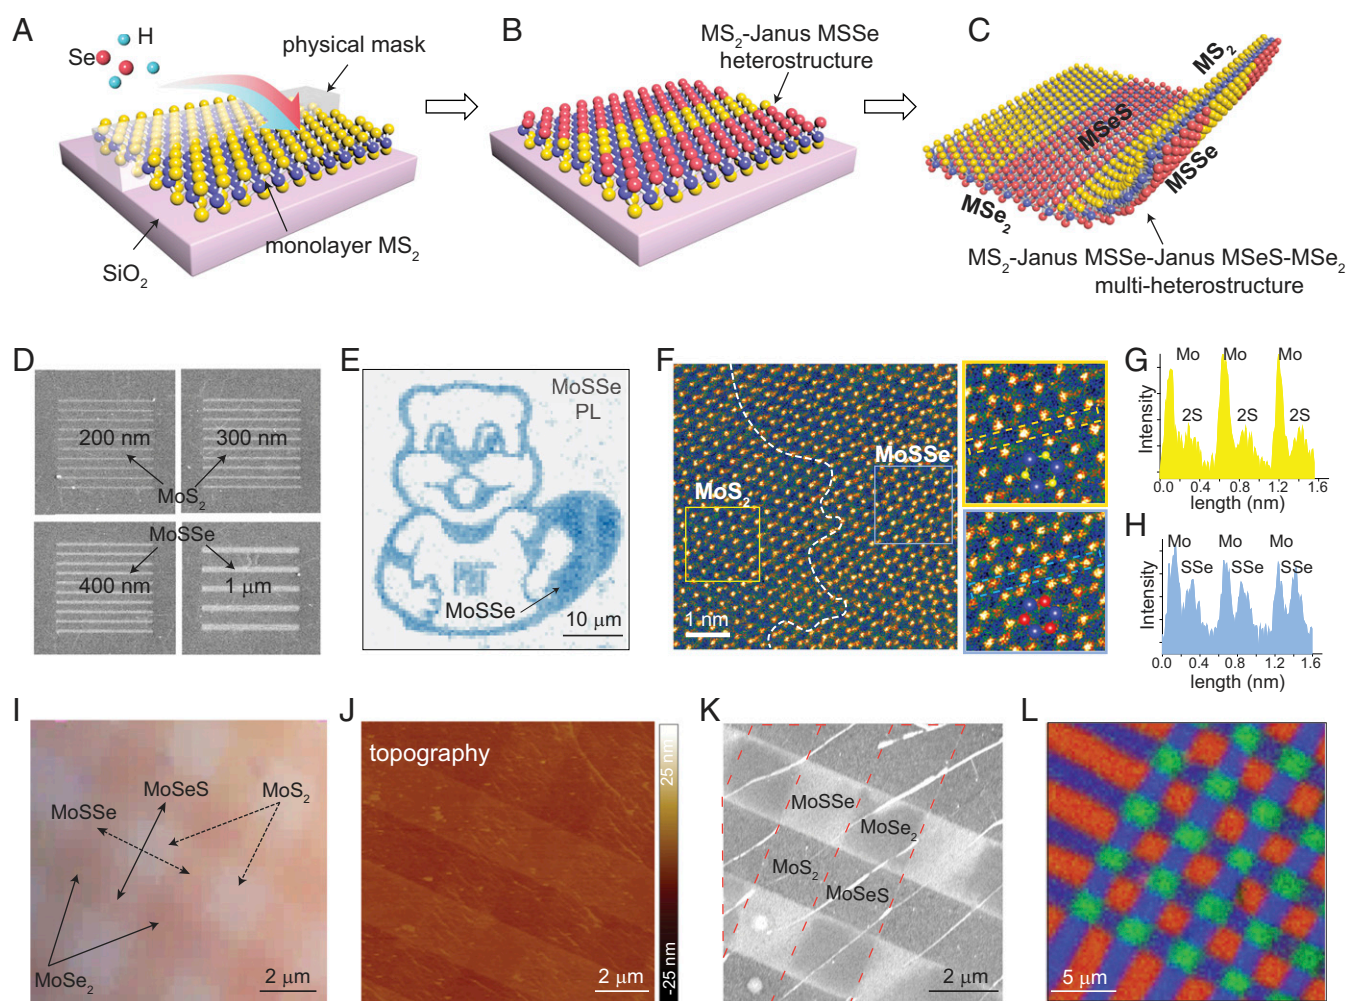 A
Se
H
physical mask
monolayer MS2
SiO2
B
MS2-Janus MSSe
heterostructure
C
MS2
MSeS
MSSe
MSe2
MS2-Janus MSSe-Janus MSeS-MSe2
multi-heterostructure
D
200 nm
300 nm
MoS2
MoSSe
400 nm
1 μm
E
MoSSe
PL
MIT
MoSSe
10 μm
F
MoS2
MoSSe
1 nm
G
Mo Mo Mo
2S 2S 2S
Intensity
0.0 0.4 0.8 1.2 1.6
length (nm)
H
Mo Mo Mo
SSe SSe SSe
Intensity
0.0 0.4 0.8 1.2 1.6
length (nm)
I
MoSeS
MoS2
MoSSe
MoSe2
2 μm
J
topography
25 nm
-25 nm
2 μm
K
MoSSe
MoSe2
MoS2
MoSeS
2 μm
L
5 μm